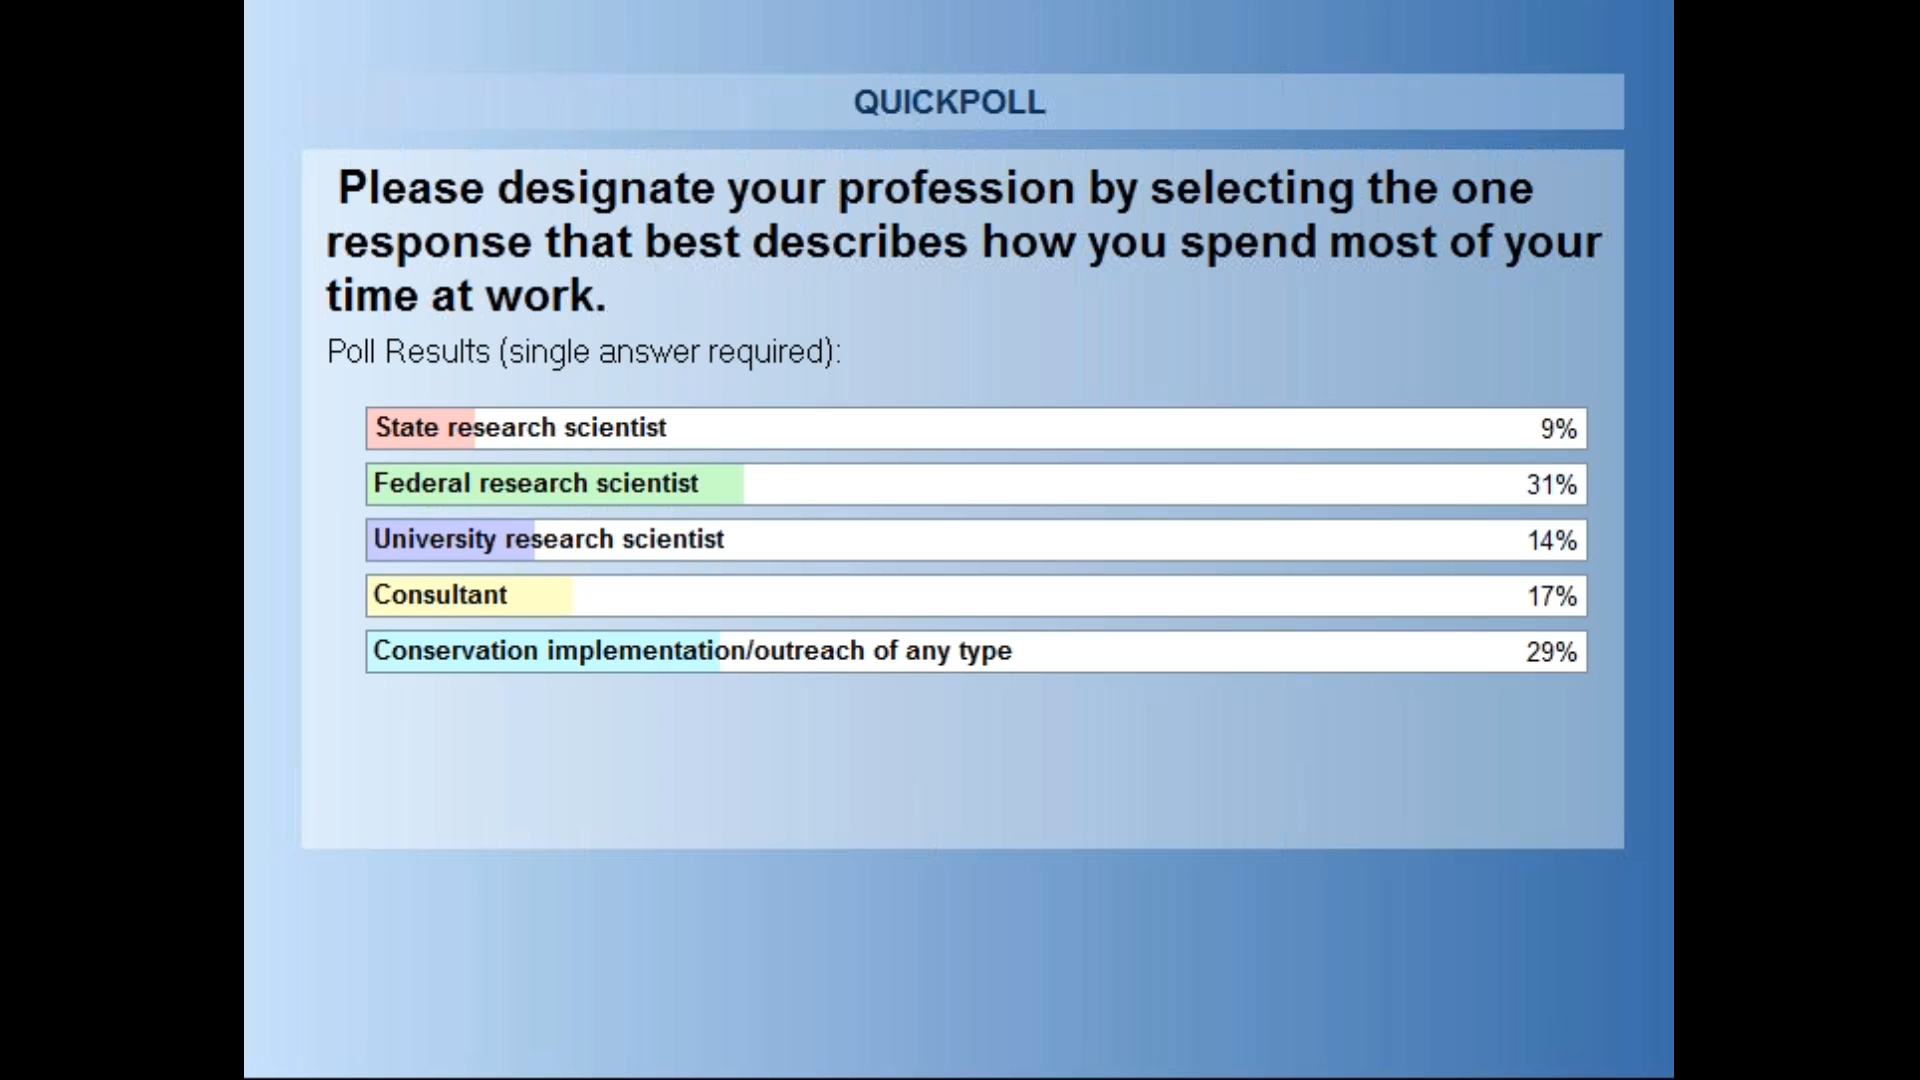 QUICKPOLL
Please designate your profession by selecting the one
response that best describes how you spend most of your
time at work.
Poll Results (single answer required):
State research scientist 9%
Federal research scientist 31%
University research scientist 14%
Consultant 17%
Conservation implementation/outreach of any type 29%